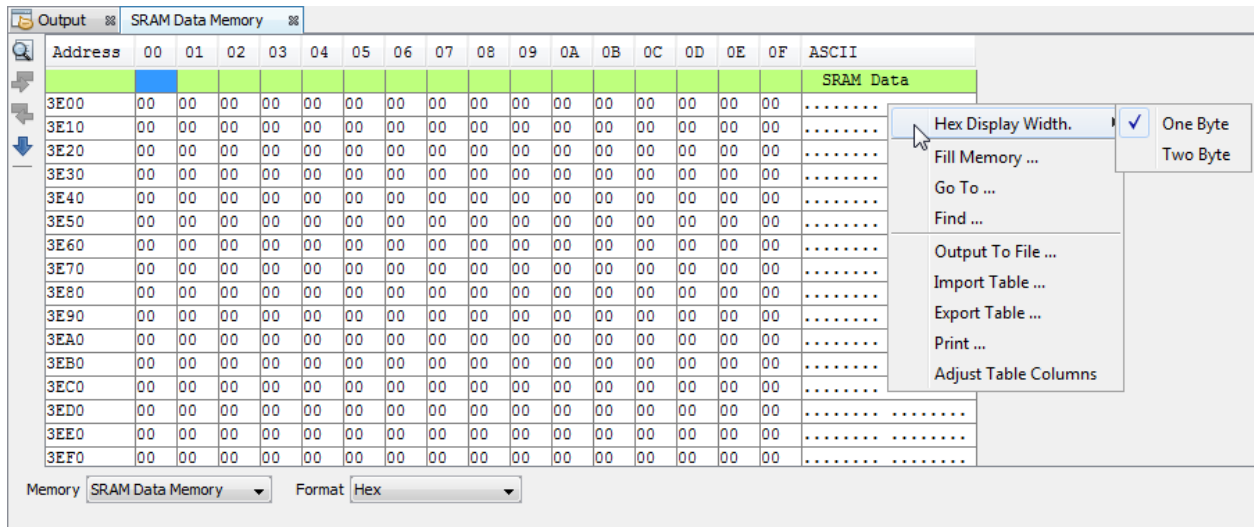 Output SRAM Data Memory
Address 00 01 02 03 04 05 06 07 08 09 0A 0B 0C 0D 0E 0F ASCII
SRAM Data
3E00 00 00 00 00 00 00 00 00 00 00 00 00 00 00 00 00 ........
3E10 00 00 00 00 00 00 00 00 00 00 00 00 00 00 00 00 ........
3E20 00 00 00 00 00 00 00 00 00 00 00 00 00 00 00 00 ........
3E30 00 00 00 00 00 00 00 00 00 00 00 00 00 00 00 00 ........
3E40 00 00 00 00 00 00 00 00 00 00 00 00 00 00 00 00 ........
3E50 00 00 00 00 00 00 00 00 00 00 00 00 00 00 00 00 ........
3E60 00 00 00 00 00 00 00 00 00 00 00 00 00 00 00 00 ........
3E70 00 00 00 00 00 00 00 00 00 00 00 00 00 00 00 00 ........
3E80 00 00 00 00 00 00 00 00 00 00 00 00 00 00 00 00 ........
3E90 00 00 00 00 00 00 00 00 00 00 00 00 00 00 00 00 ........
3EA0 00 00 00 00 00 00 00 00 00 00 00 00 00 00 00 00 ........
3EB0 00 00 00 00 00 00 00 00 00 00 00 00 00 00 00 00 ........
3EC0 00 00 00 00 00 00 00 00 00 00 00 00 00 00 00 00 ........
3ED0 00 00 00 00 00 00 00 00 00 00 00 00 00 00 00 00 ........ ........
3EE0 00 00 00 00 00 00 00 00 00 00 00 00 00 00 00 00 ........ ........
3EF0 00 00 00 00 00 00 00 00 00 00 00 00 00 00 00 00 ........ ........
Hex Display Width.
Fill Memory ...
Go To ...
Find ...
Output To File ...
Import Table ...
Export Table ...
Print ...
Adjust Table Columns
One Byte
Two Byte
Memory SRAM Data Memory Format Hex